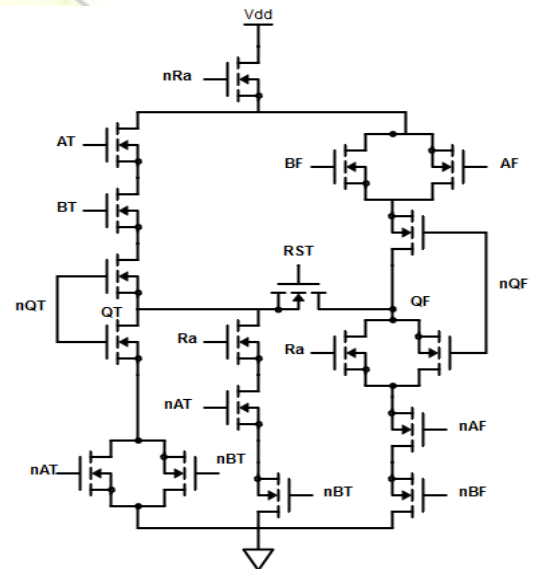 Vdd
nRa
AT
BF
AF
BT
RST
nQF
nQT
QT
QF
Ra
Ra
nAT
nAF
nAT
nBT
nBT
nBF